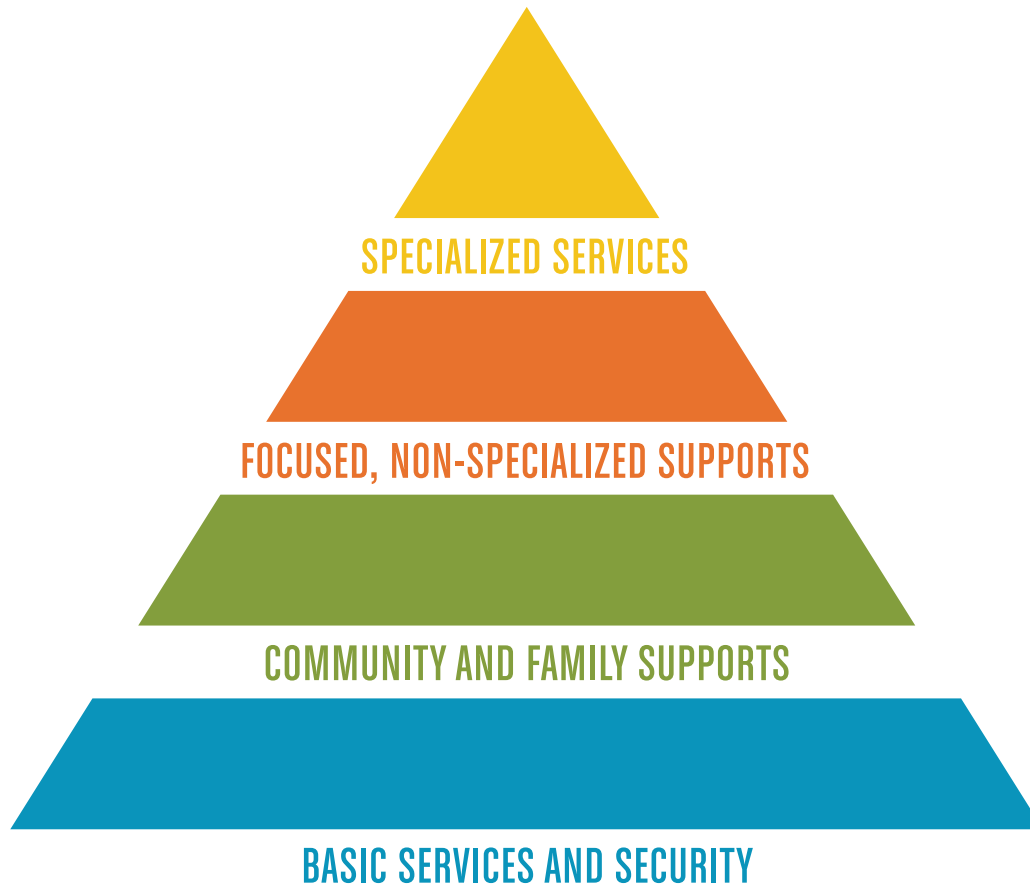 SPECIALIZED SERVICES
FOCUSED, NON-SPECIALIZED SUPPORTS
COMMUNITY AND FAMILY SUPPORTS
BASIC SERVICES AND SECURITY